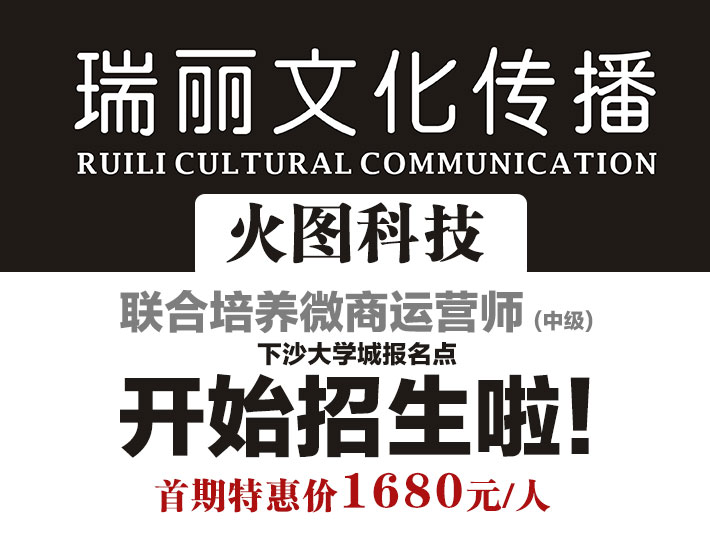 瑞丽文化传播
RUILI CULTURAL COMMUNICATION
火图科技
联合培养微商运营师(中级)
下沙大学城报名点
开始招生啦!
首期特惠价1680元/人